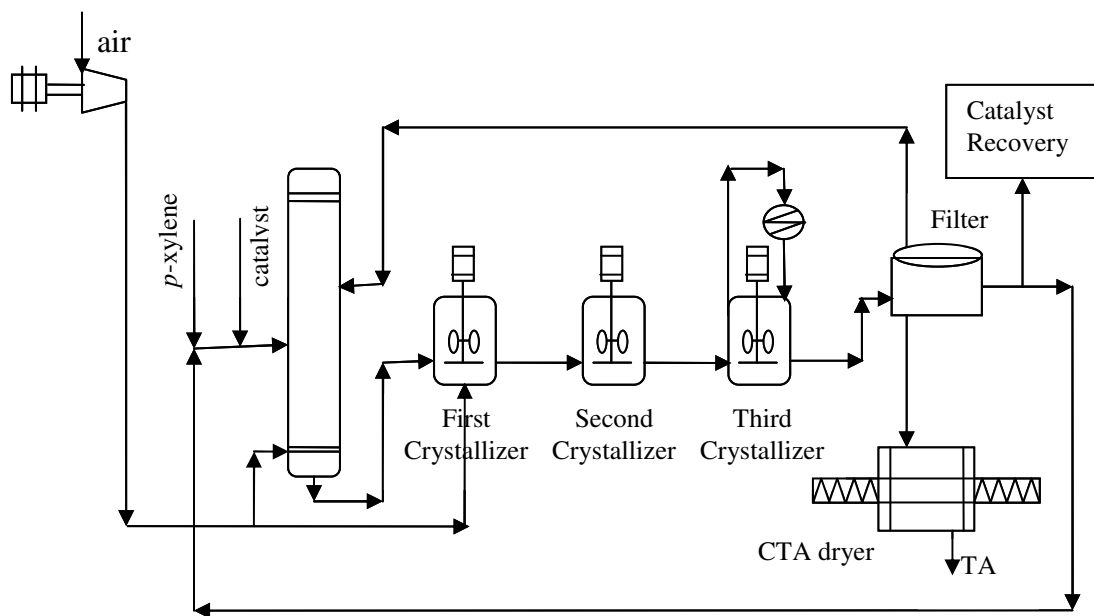 air
Catalyst
Recovery
p-xylene
catalyst
Filter
First
Crystallizer
Second
Crystallizer
Third
Crystallizer
CTA dryer
TA